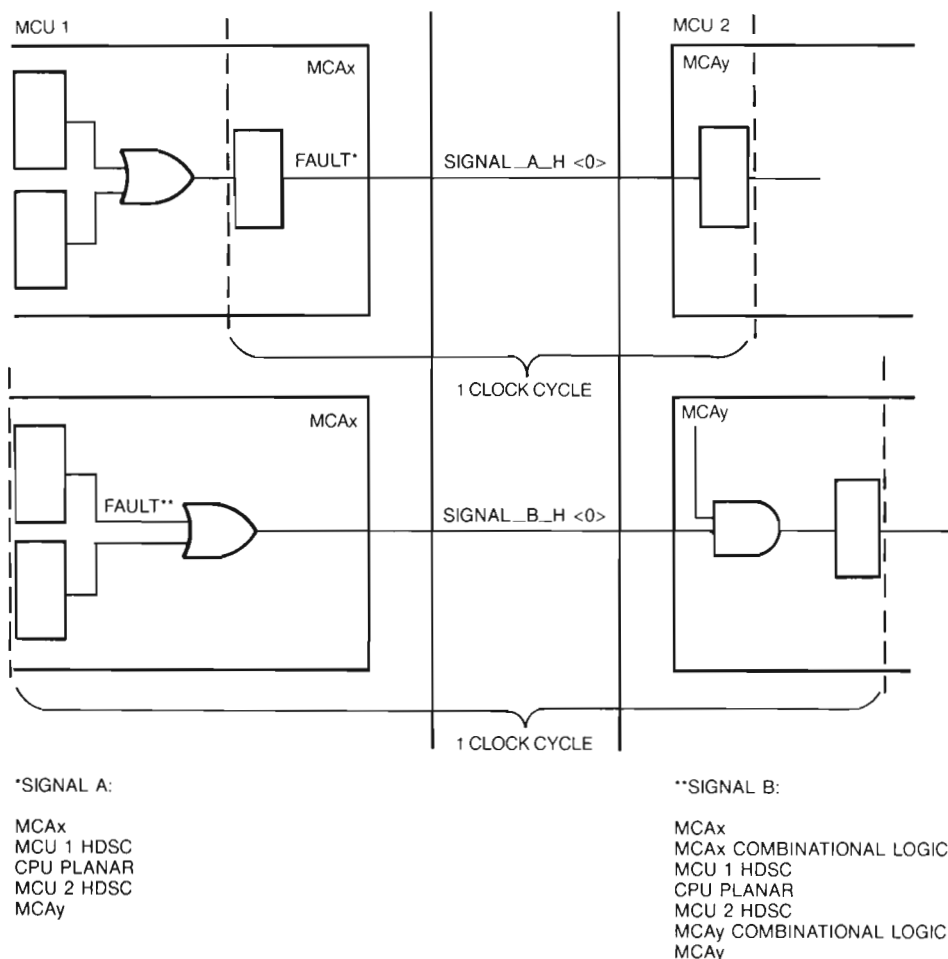 MCU 1
MCU 2
MCAx
MCAy
FAULT*
SIGNAL_A_H <0>
1 CLOCK CYCLE
MCAx
MCAy
FAULT**
SIGNAL_B_H <0>
1 CLOCK CYCLE
*SIGNAL A:
MCAx
MCU 1 HDSC
CPU PLANAR
MCU 2 HDSC
MCAy
**SIGNAL B:
MCAx
MCAx COMBINATIONAL LOGIC
MCU 1 HDSC
CPU PLANAR
MCU 2 HDSC
MCAy COMBINATIONAL LOGIC
MCAy